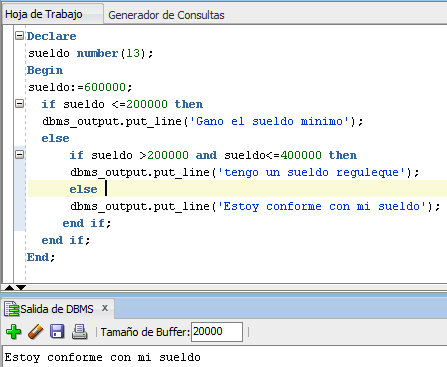 Hoja de Trabajo Generador de Consultas
Declare
sueldo number(13);
Begin
sueldo:=600000;
if sueldo <=200000 then
dbms_output.put_line('Gano el sueldo minimo');
else
if sueldo >200000 and sueldo<=400000 then
dbms_output.put_line('tengo un sueldo reguleque');
else
dbms_output.put_line('Estoy conforme con mi sueldo');
end if;
end if;
End;
Salida de DBMS x
Tamaño de Buffer: 20000
Estoy conforme con mi sueldo